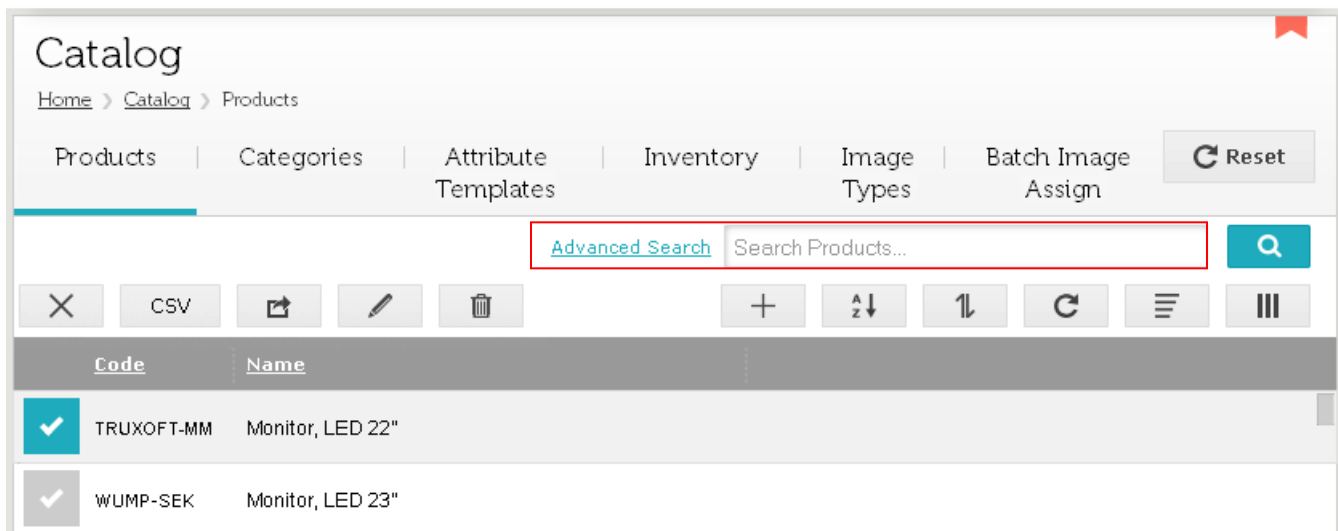 Catalog
Home > Catalog > Products
Products | Categories | Attribute Templates | Inventory | Image Types | Batch Image Assign Reset
Advanced Search Search Products...
CSV
Code Name
TRUXOFT-MM Monitor, LED 22"
WUMP-SEK Monitor, LED 23"